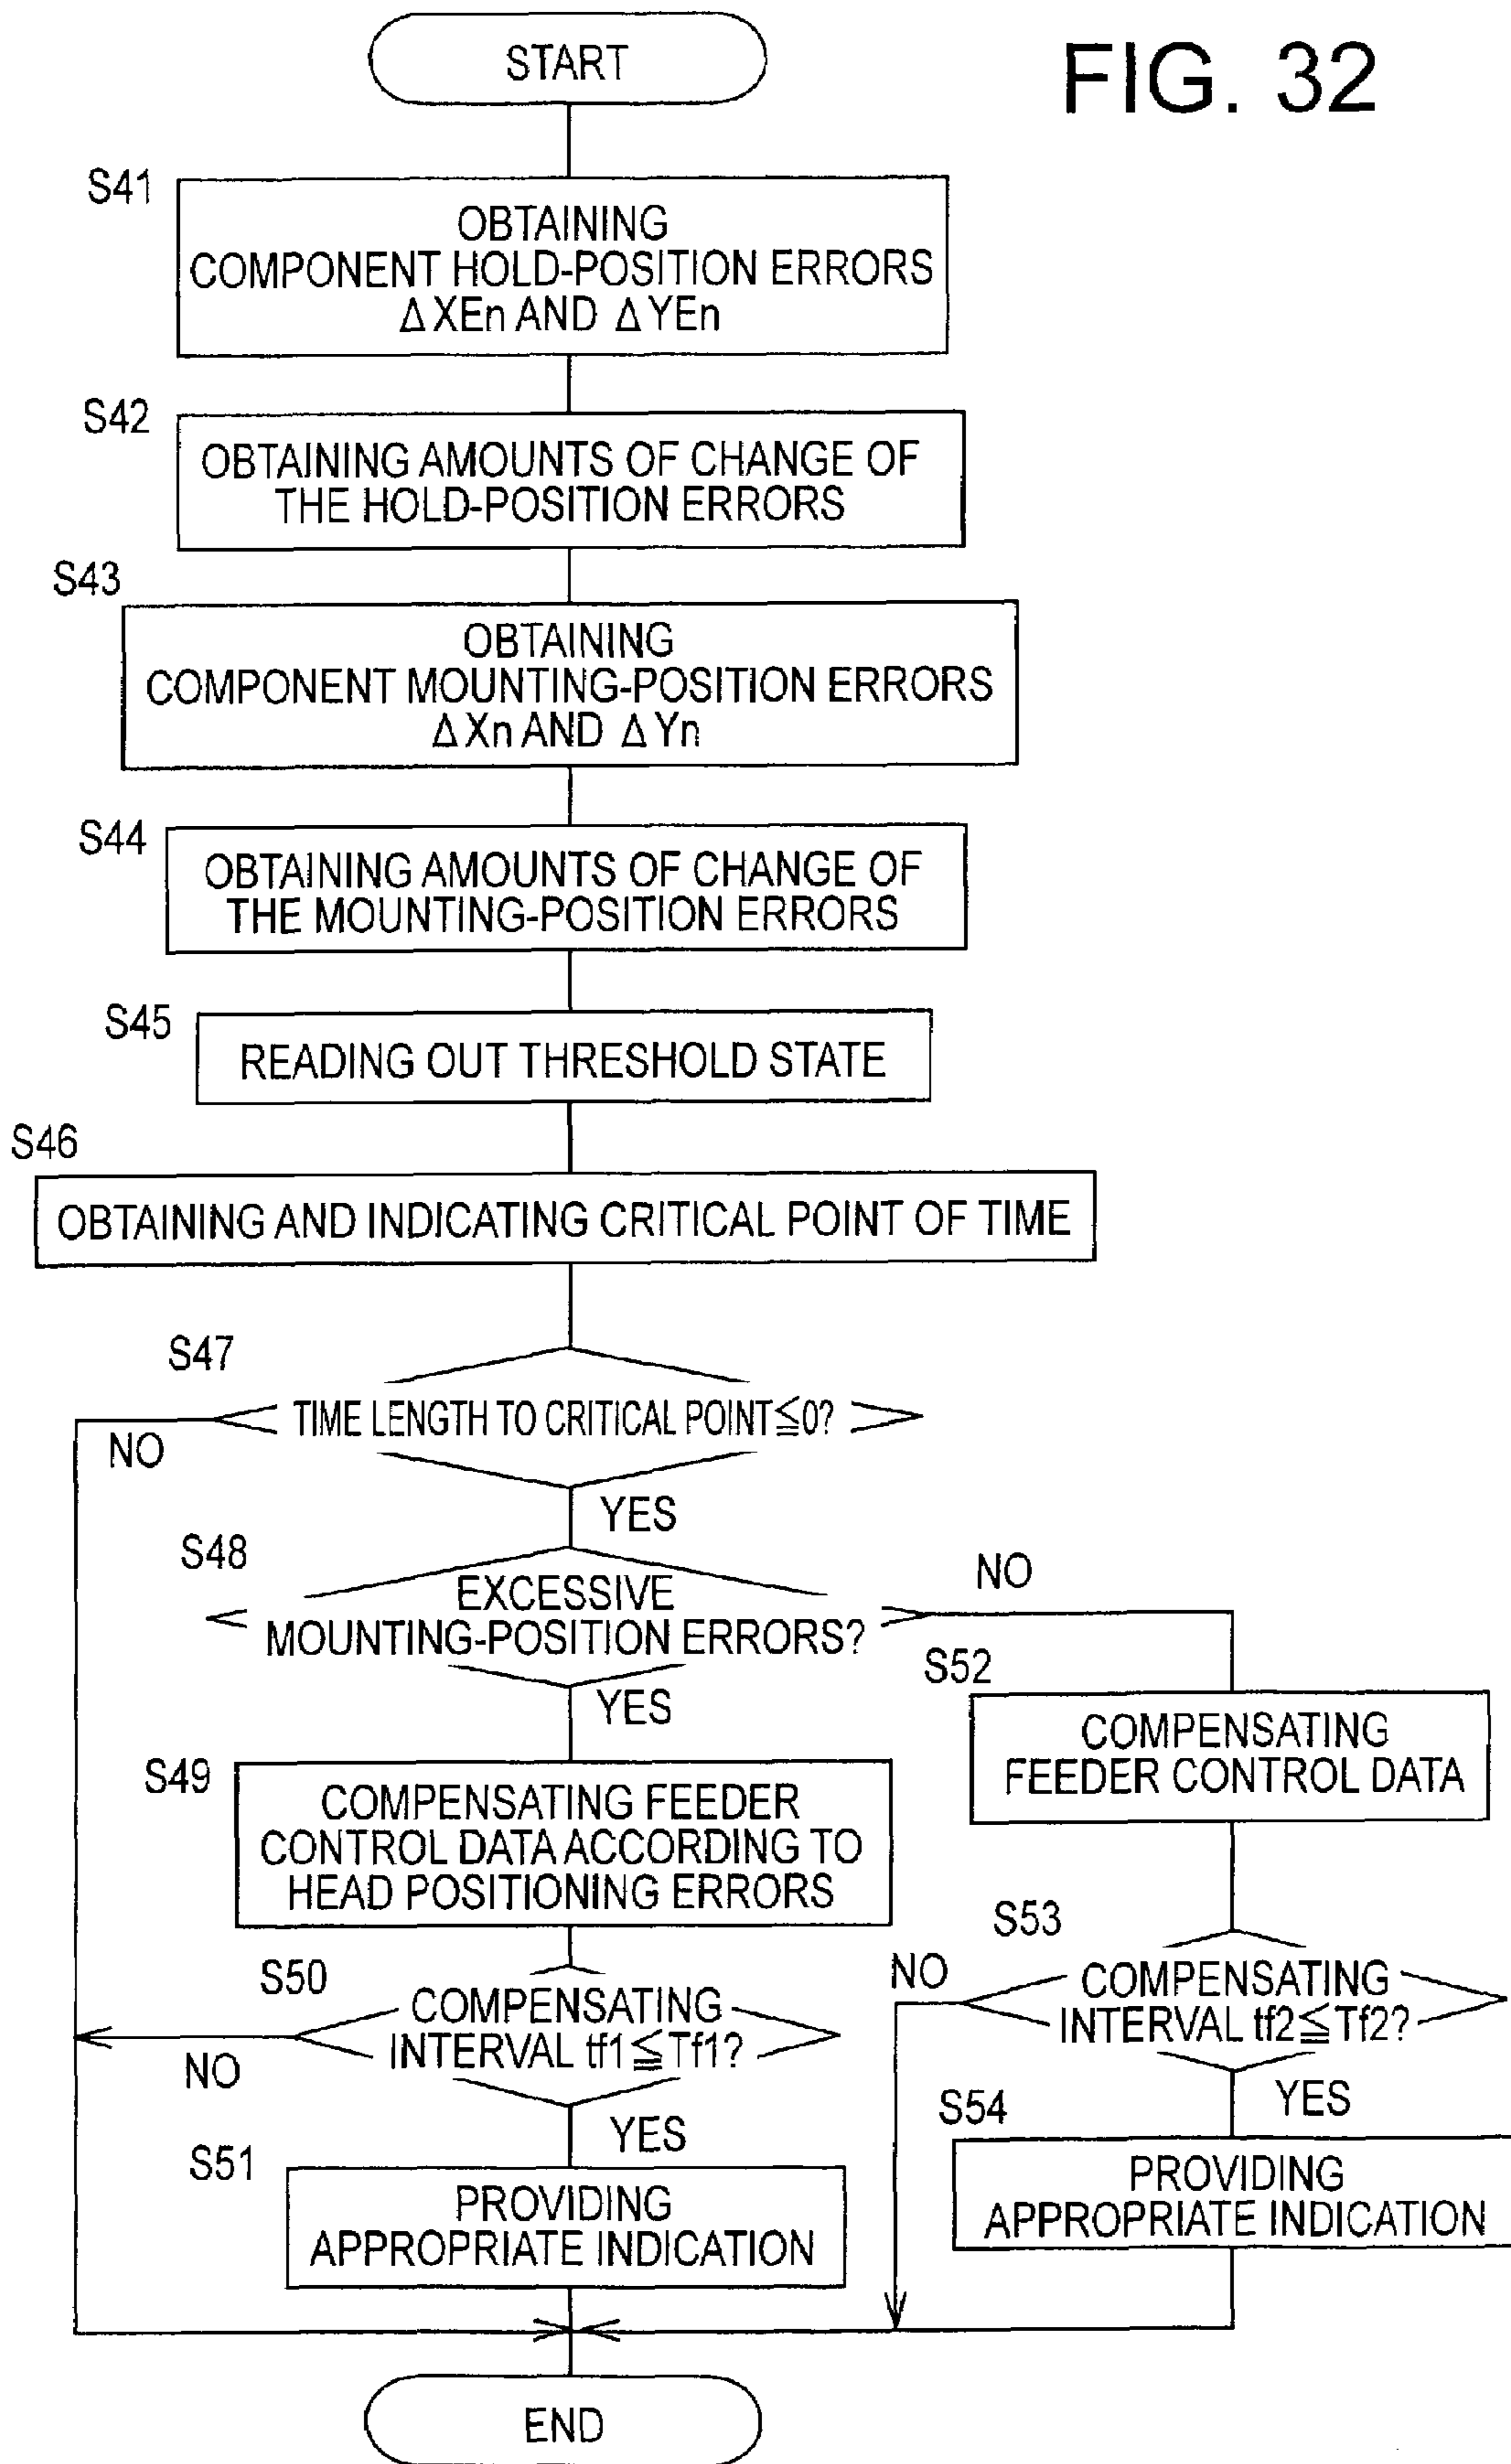 START
FIG. 32
S41
OBTAINING
COMPONENT HOLD-POSITION ERRORS
ΔXEn AND ΔYEn
S42
OBTAINING AMOUNTS OF CHANGE OF
THE HOLD-POSITION ERRORS
S43
OBTAINING
COMPONENT MOUNTING-POSITION ERRORS
ΔXn AND ΔYn
S44
OBTAINING AMOUNTS OF CHANGE OF
THE MOUNTING-POSITION ERRORS
S45
READING OUT THRESHOLD STATE
S46
OBTAINING AND INDICATING CRITICAL POINT OF TIME
S47
TIME LENGTH TO CRITICAL POINT≦0?
NO
YES
S48
EXCESSIVE
MOUNTING-POSITION ERRORS?
NO
YES
S52
COMPENSATING
FEEDER CONTROL DATA
S49
COMPENSATING FEEDER
CONTROL DATA ACCORDING TO
HEAD POSITIONING ERRORS
S53
COMPENSATING
INTERVAL tf2≦Tf2?
NO
YES
S50
COMPENSATING
INTERVAL tf1≦Tf1?
NO
YES
S54
PROVIDING
APPROPRIATE INDICATION
S51
PROVIDING
APPROPRIATE INDICATION
END